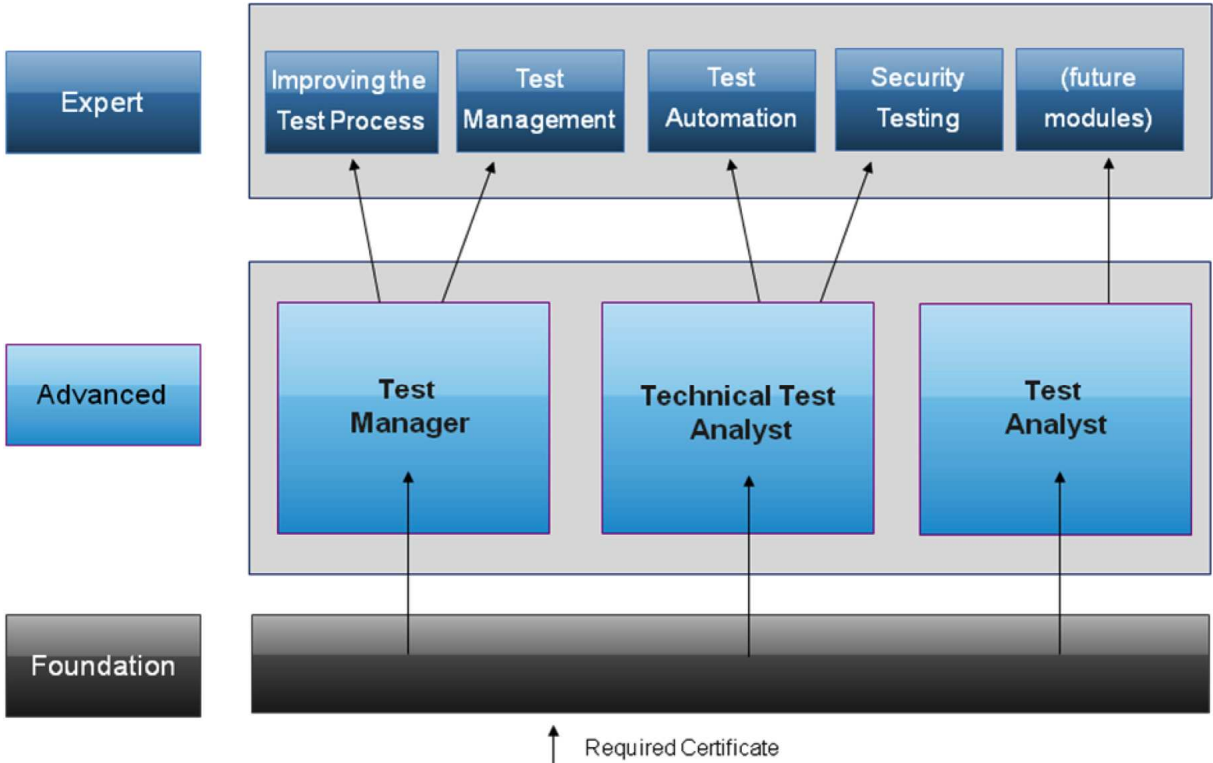 Expert
Improving the
Test Process
Test
Management
Test
Automation
Security
Testing
(future
modules)
Advanced
Test
Manager
Technical Test
Analyst
Test
Analyst
Foundation
Required Certificate